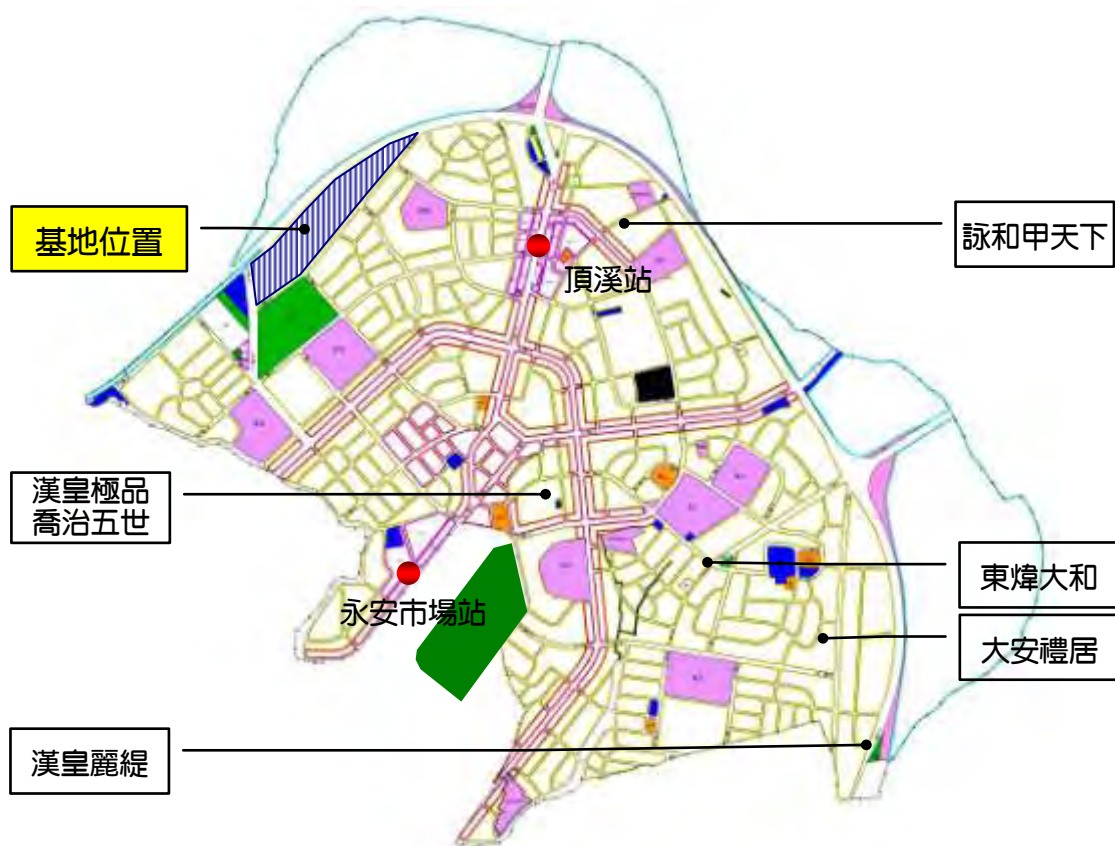 基地位置
詠和甲天下
頂溪站
漢皇極品
喬治五世
永安市場站
東煒大和
大安禮居
漢皇麗緹